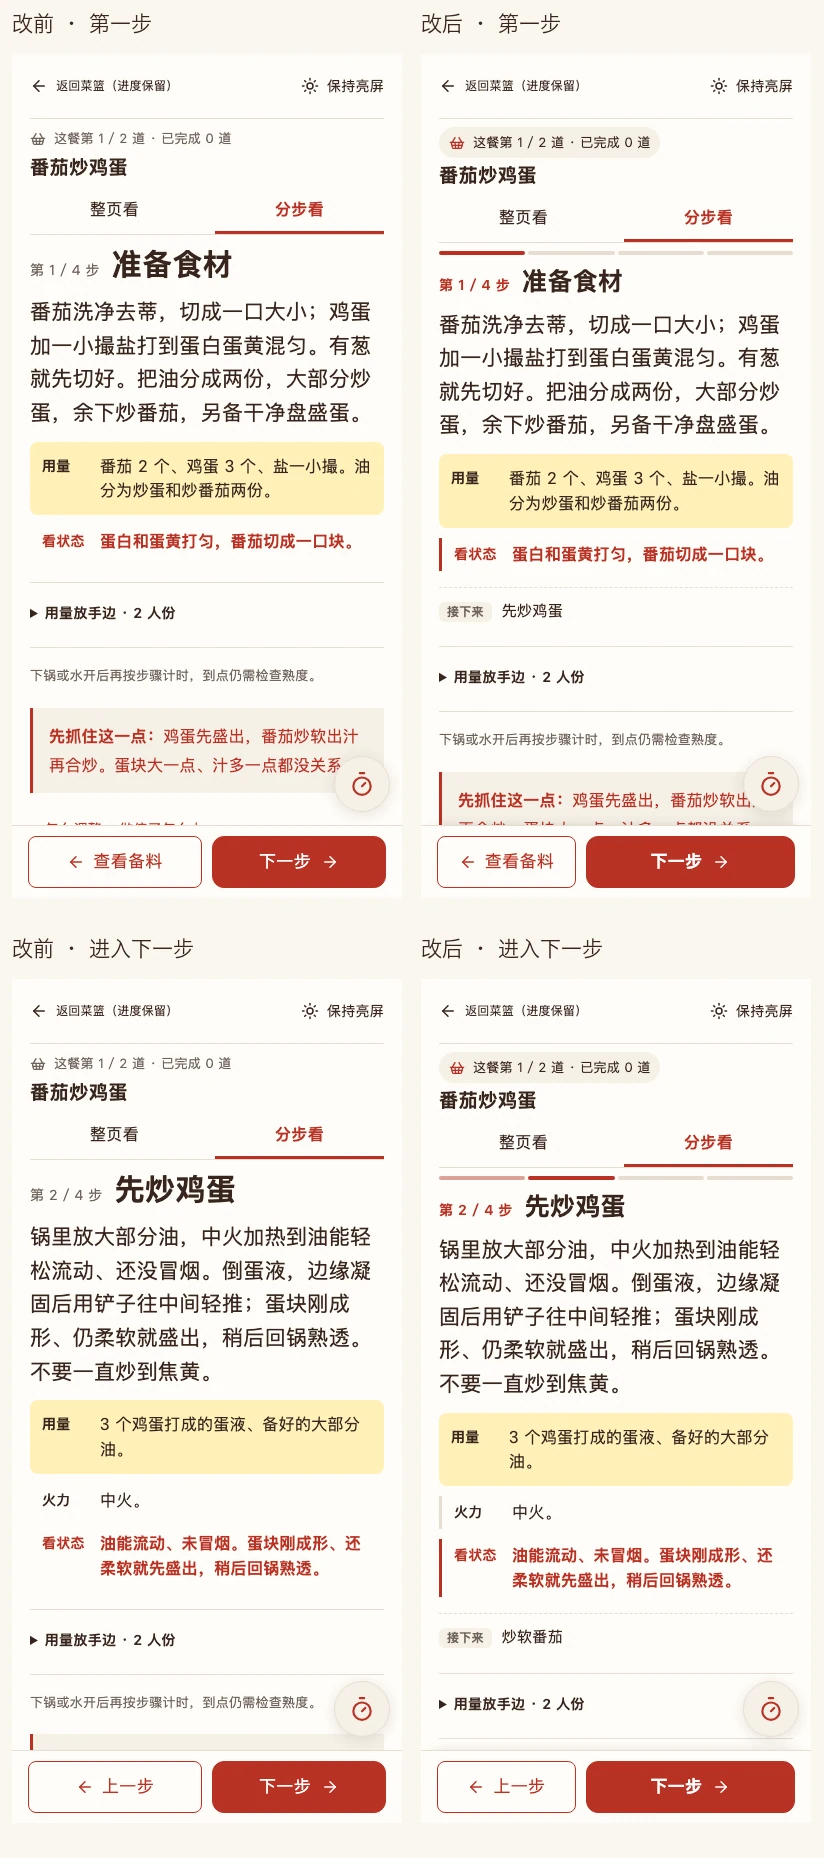 改前 · 第一步
返回菜篮（进度保留）
保持亮屏
这餐第 1 / 2 道 · 已完成 0 道
番茄炒鸡蛋
整页看
分步看
第 1 / 4 步 准备食材
番茄洗净去蒂，切成一口大小；鸡蛋
加一小撮盐打到蛋白蛋黄混匀。有葱
就先切好。把油分成两份，大部分炒
蛋，余下炒番茄，另备干净盘盛蛋。
用量 番茄 2 个、鸡蛋 3 个、盐一小撮。油
分为炒蛋和炒番茄两份。
看状态 蛋白和蛋黄打匀，番茄切成一口块。
用量放手边 · 2 人份
下锅或水开后再按步骤计时，到点仍需检查熟度。
先抓住这一点：鸡蛋先盛出，番茄炒软出汁
再合炒。蛋块大一点、汁多一点都没关系
← 查看备料
下一步 →
改后 · 第一步
返回菜篮（进度保留）
保持亮屏
这餐第 1 / 2 道 · 已完成 0 道
番茄炒鸡蛋
整页看
分步看
第 1 / 4 步 准备食材
番茄洗净去蒂，切成一口大小；鸡蛋
加一小撮盐打到蛋白蛋黄混匀。有葱
就先切好。把油分成两份，大部分炒
蛋，余下炒番茄，另备干净盘盛蛋。
用量 番茄 2 个、鸡蛋 3 个、盐一小撮。油
分为炒蛋和炒番茄两份。
看状态 蛋白和蛋黄打匀，番茄切成一口块。
接下来 先炒鸡蛋
用量放手边 · 2 人份
下锅或水开后再按步骤计时，到点仍需检查熟度。
先抓住这一点：鸡蛋先盛出，番茄炒软出
← 查看备料
下一步 →
改前 · 进入下一步
返回菜篮（进度保留）
保持亮屏
这餐第 1 / 2 道 · 已完成 0 道
番茄炒鸡蛋
整页看
分步看
第 2 / 4 步 先炒鸡蛋
锅里放大部分油，中火加热到油能轻
松流动、还没冒烟。倒蛋液，边缘凝
固后用铲子往中间轻推；蛋块刚成
形、仍柔软就盛出，稍后回锅熟透。
不要一直炒到焦黄。
用量 3 个鸡蛋打成的蛋液、备好的大部分
油。
火力 中火。
看状态 油能流动、未冒烟。蛋块刚成形、还
柔软就先盛出，稍后回锅熟透。
用量放手边 · 2 人份
下锅或水开后再按步骤计时，到点仍需检查熟度。
← 上一步
下一步 →
改后 · 进入下一步
返回菜篮（进度保留）
保持亮屏
这餐第 1 / 2 道 · 已完成 0 道
番茄炒鸡蛋
整页看
分步看
第 2 / 4 步 先炒鸡蛋
锅里放大部分油，中火加热到油能轻
松流动、还没冒烟。倒蛋液，边缘凝
固后用铲子往中间轻推；蛋块刚成
形、仍柔软就盛出，稍后回锅熟透。
不要一直炒到焦黄。
用量 3 个鸡蛋打成的蛋液、备好的大部分
油。
火力 中火。
看状态 油能流动、未冒烟。蛋块刚成形、还
柔软就先盛出，稍后回锅熟透。
接下来 炒软番茄
用量放手边 · 2 人份
← 上一步
下一步 →